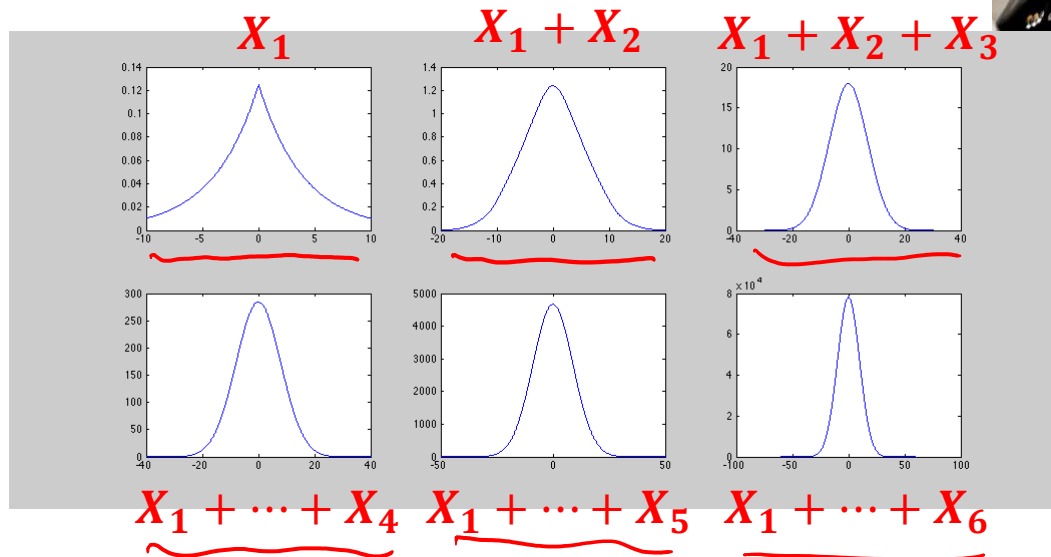 X₁ X₁ + X₂ X₁ + X₂ + X₃
0.14 0.12 0.1 0.08 0.06 0.04 0.02 0
-10 -5 0 5 10
1.4 1.2 1 0.8 0.6 0.4 0.2 0
-20 -10 0 10 20
20 15 10 5 0
-40 -20 0 20 40
300 250 200 150 100 50 0
-40 -20 0 20 40
5000 4000 3000 2000 1000 0
-50 0 50
× 10⁴
8 6 4 2 0
-100 -50 0 50 100
X₁ + ⋯ + X₄ X₁ + ⋯ + X₅ X₁ + ⋯ + X₆